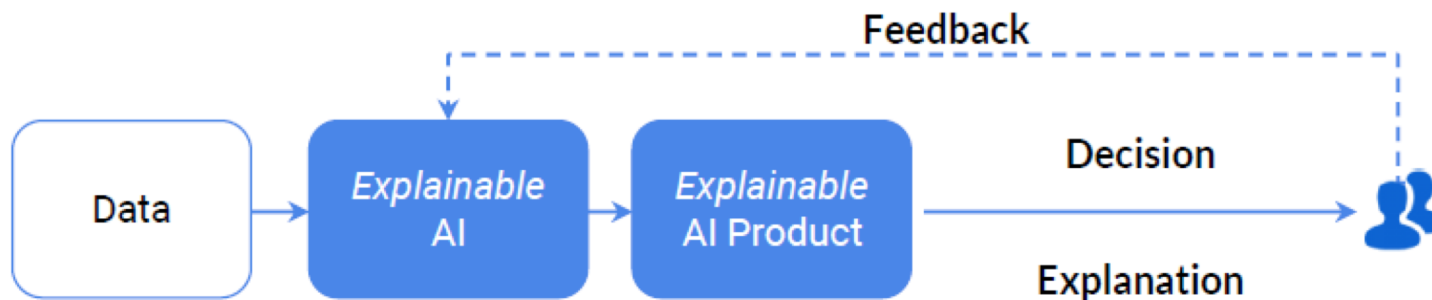 Feedback
Data
Explainable
AI
Explainable
AI Product
Decision
Explanation